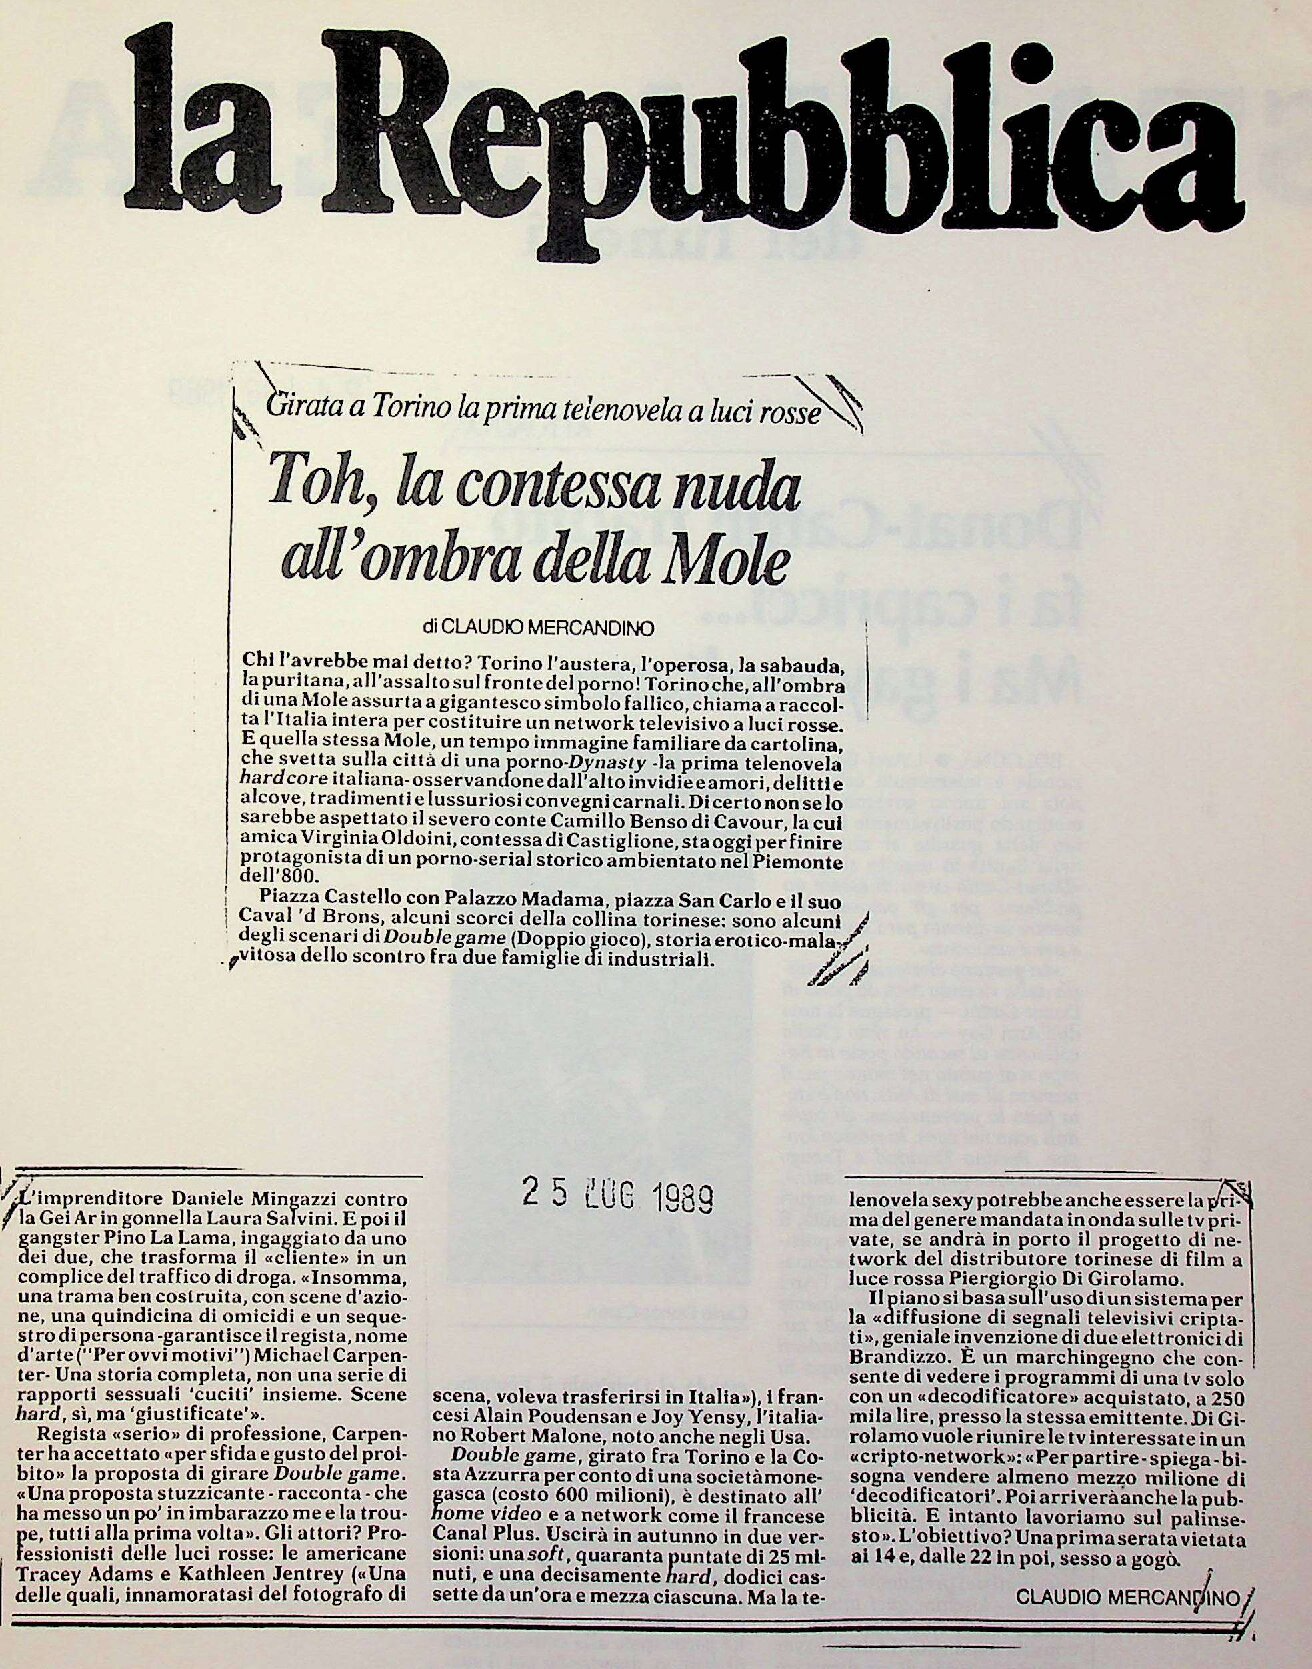 la Repubblica
Girata a Torino la prima telenovela a luci rosse
Toh, la contessa nuda
all'ombra della Mole
di CLAUDIO MERCANDINO
Chi l'avrebbe mai detto? Torino l'austera, l'operosa, la sabauda,
la puritana, all'assalto sul fronte del porno! Torino che, all'ombra
di una Mole assurta a gigantesco simbolo fallico, chiama a raccol-
ta l'Italia intera per costituire un network televisivo a luci rosse.
E quella stessa Mole, un tempo immagine familiare da cartolina,
che svetta sulla città di una porno-Dynasty -la prima telenovela
hard core italiana- osservandone dall'alto invidie e amori, delitti e
alcove, tradimenti e lussuriosi convegni carnali. Di certo non se lo
sarebbe aspettato il severo conte Camillo Benso di Cavour, la cui
amica Virginia Oldoini, contessa di Castiglione, sta oggi per finire
protagonista di un porno-serial storico ambientato nel Piemonte
dell'800.
Piazza Castello con Palazzo Madama, piazza San Carlo e il suo
Caval 'd Brons, alcuni scorci della collina torinese: sono alcuni
degli scenari di Double game (Doppio gioco), storia erotico-mala-
vitosa dello scontro fra due famiglie di industriali.
25 LUG 1989
L'imprenditore Daniele Mingazzi contro
la Gei Ar in gonnella Laura Salvini. E poi il
gangster Pino La Lama, ingaggiato da uno
dei due, che trasforma il «cliente» in un
complice del traffico di droga. «Insomma,
una trama ben costruita, con scene d'azio-
ne, una quindicina di omicidi e un seque-
stro di persona -garantisce il regista, nome
d'arte ("Per ovvi motivi") Michael Carpen-
ter- Una storia completa, non una serie di
rapporti sessuali 'cuciti' insieme. Scene
hard, sì, ma 'giustificate'».
Regista «serio» di professione, Carpen-
ter ha accettato «per sfida e gusto del proi-
bito» la proposta di girare Double game.
«Una proposta stuzzicante - racconta - che
ha messo un po' in imbarazzo me e la trou-
pe, tutti alla prima volta». Gli attori? Pro-
fessionisti delle luci rosse: le americane
Tracey Adams e Kathleen Jentrey («Una
delle quali, innamoratasi del fotografo di
scena, voleva trasferirsi in Italia»), i fran-
cesi Alain Poudensan e Joy Yensy, l'italia-
no Robert Malone, noto anche negli Usa.
Double game, girato fra Torino e la Co-
sta Azzurra per conto di una società mone-
gasca (costo 600 milioni), è destinato all'
home video e a network come il francese
Canal Plus. Uscirà in autunno in due ver-
sioni: una soft, quaranta puntate di 25 mi-
nuti, e una decisamente hard, dodici cas-
sette da un'ora e mezza ciascuna. Ma la te-
lenovela sexy potrebbe anche essere la pri-
ma del genere mandata in onda sulle tv pri-
vate, se andrà in porto il progetto di ne-
twork del distributore torinese di film a
luce rossa Piergiorgio Di Girolamo.
Il piano si basa sull'uso di un sistema per
la «diffusione di segnali televisivi cripta-
ti», geniale invenzione di due elettronici di
Brandizzo. È un marchingegno che con-
sente di vedere i programmi di una tv solo
con un «decodificatore» acquistato, a 250
mila lire, presso la stessa emittente. Di Gi-
rolamo vuole riunire le tv interessate in un
«cripto-network»: «Per partire - spiega - bi-
sogna vendere almeno mezzo milione di
'decodificatori'. Poi arriverà anche la pub-
blicità. E intanto lavoriamo sul palinse-
sto». L'obiettivo? Una prima serata vietata
ai 14 e, dalle 22 in poi, sesso a gogò.
CLAUDIO MERCANDINO